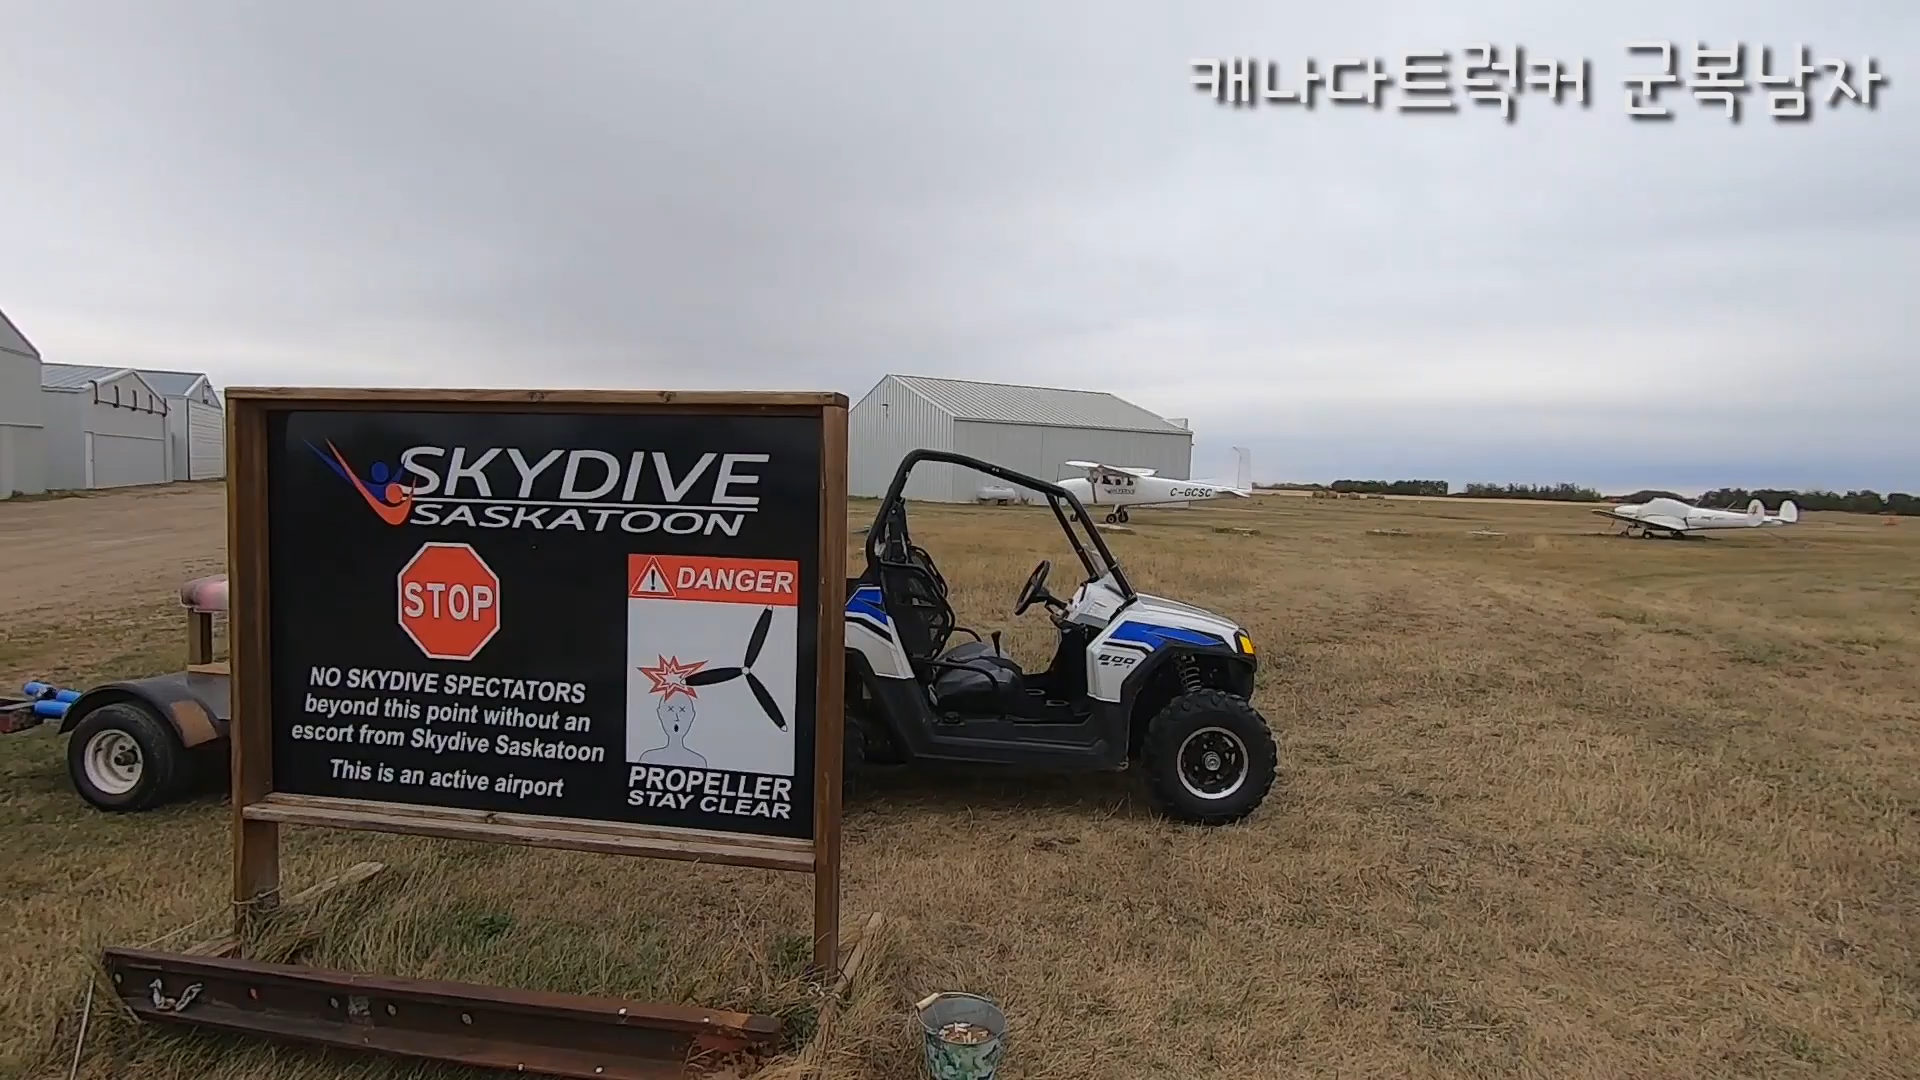 캐나다트럭커 군복남자
SKYDIVE
SASKATOON
STOP
DANGER
NO SKYDIVE SPECTATORS
beyond this point without an
escort from Skydive Saskatoon
This is an active airport
PROPELLER
STAY CLEAR
C-GCSC
800